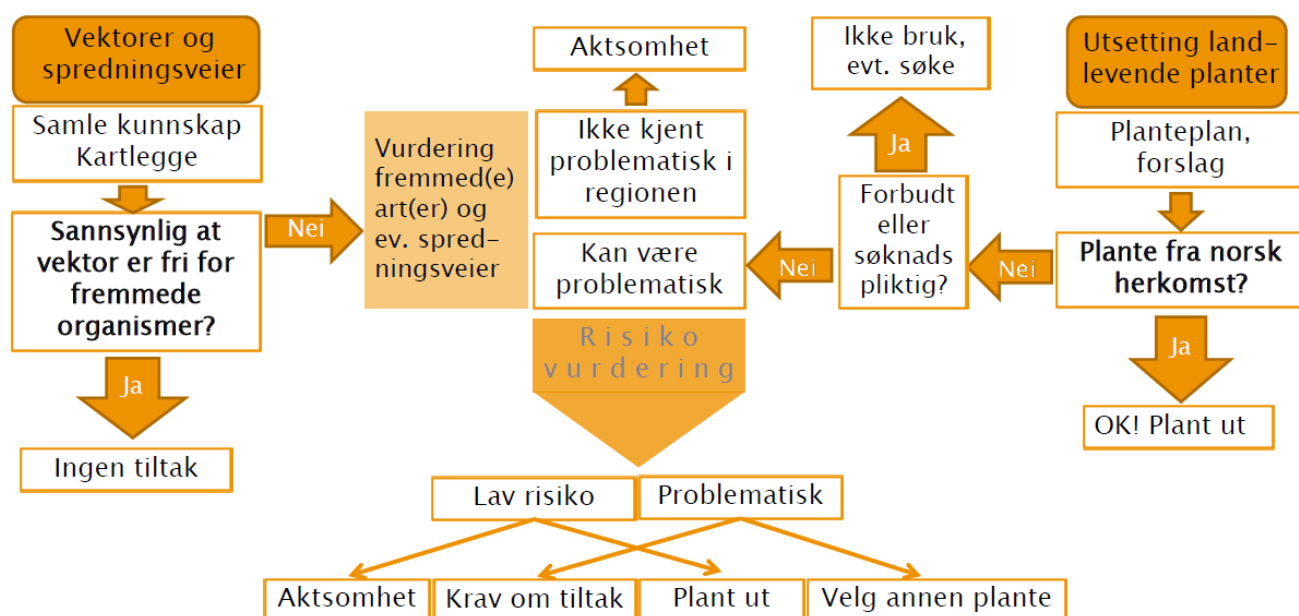 Vektorer og
spredningsveier
Samle kunnskap
Kartlegge
Sannsynlig at
vektor er fri for
fremmede
organismer?
Ja
Ingen tiltak
Nei
Vurdering
fremmed(e)
art(er) og
ev. spred-
ningsveier
Aktsomhet
Ikke kjent
problematisk i
regionen
Kan være
problematisk
Risiko
vurdering
Ikke bruk,
evt. søke
Ja
Forbudt
eller
søknads
pliktig?
Nei
Utsetting land-
levende planter
Planteplan,
forslag
Plante fra norsk
herkomst?
Nei
Ja
OK! Plant ut
Lav risiko
Problematisk
Aktsomhet
Krav om tiltak
Plant ut
Velg annen plante